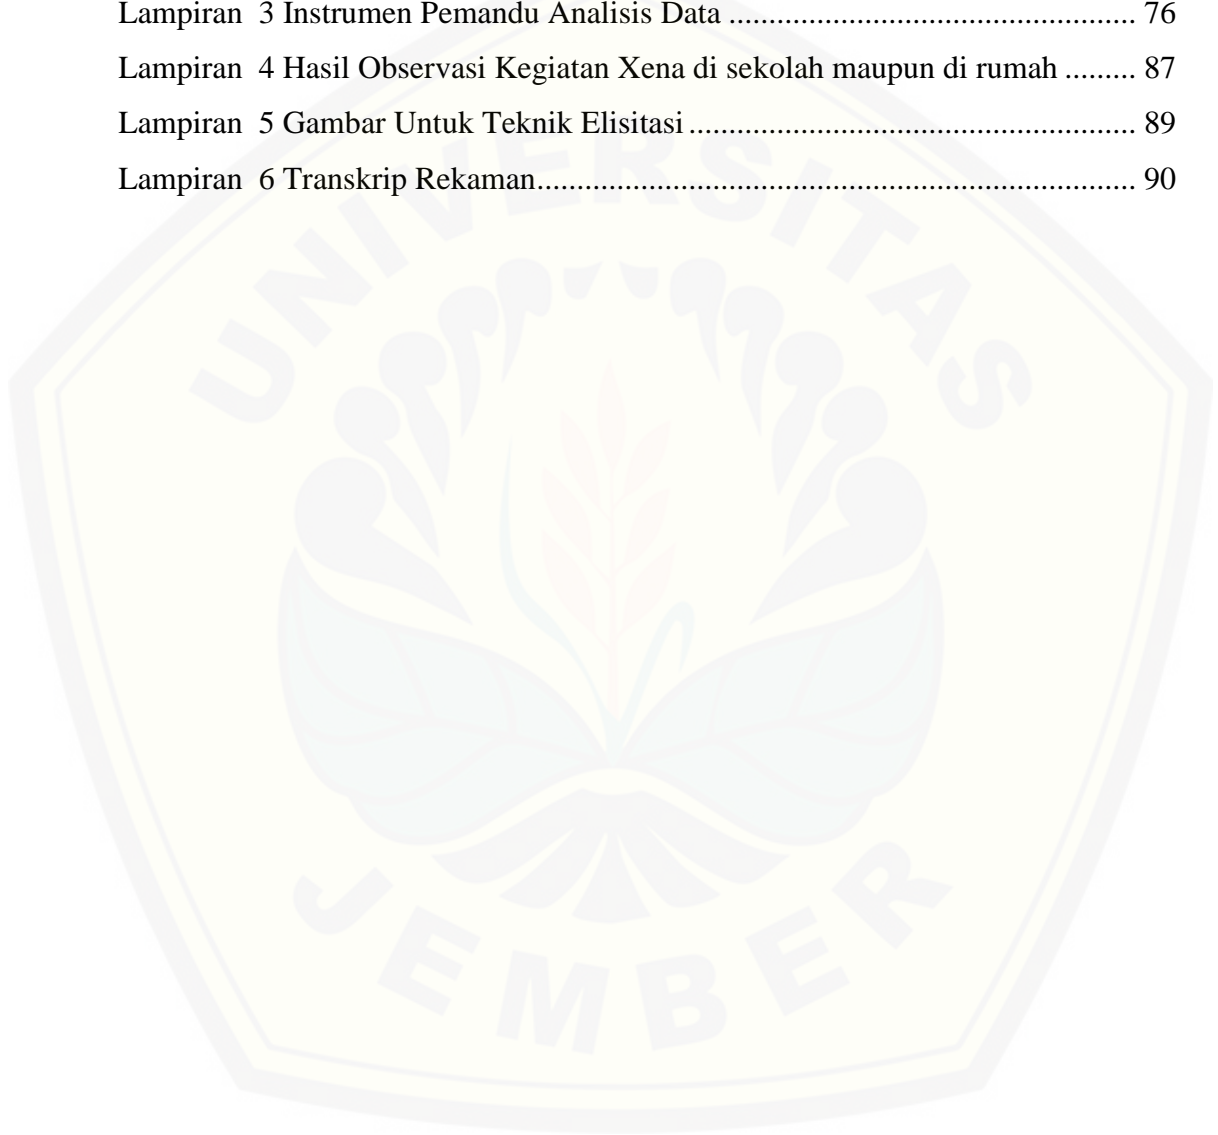 Lampiran  3 Instrumen Pemandu Analisis Data .................................................... 76
Lampiran  4 Hasil Observasi Kegiatan Xena di sekolah maupun di rumah ......... 87
Lampiran  5 Gambar Untuk Teknik Elisitasi ......................................................... 89
Lampiran  6 Transkrip Rekaman............................................................................ 90
UNIVERSITAS
JEMBER